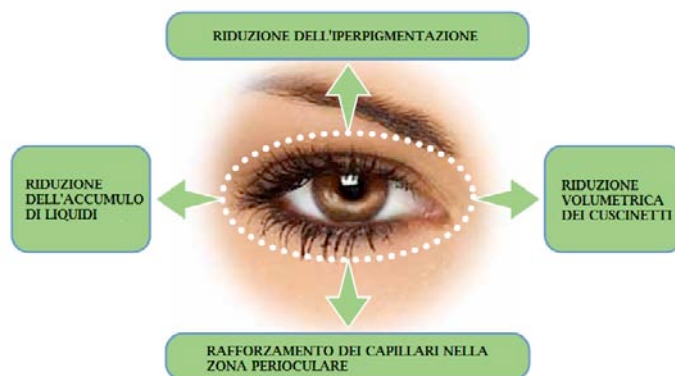 RIDUZIONE DELL'IPERPIGMENTAZIONE
RIDUZIONE
DELL'ACCUMULO
DI LIQUIDI
RIDUZIONE
VOLUMETRICA
DEI CUSCINETTI
RAFFORZAMENTO DEI CAPILLARI NELLA
ZONA PERIOCULARE